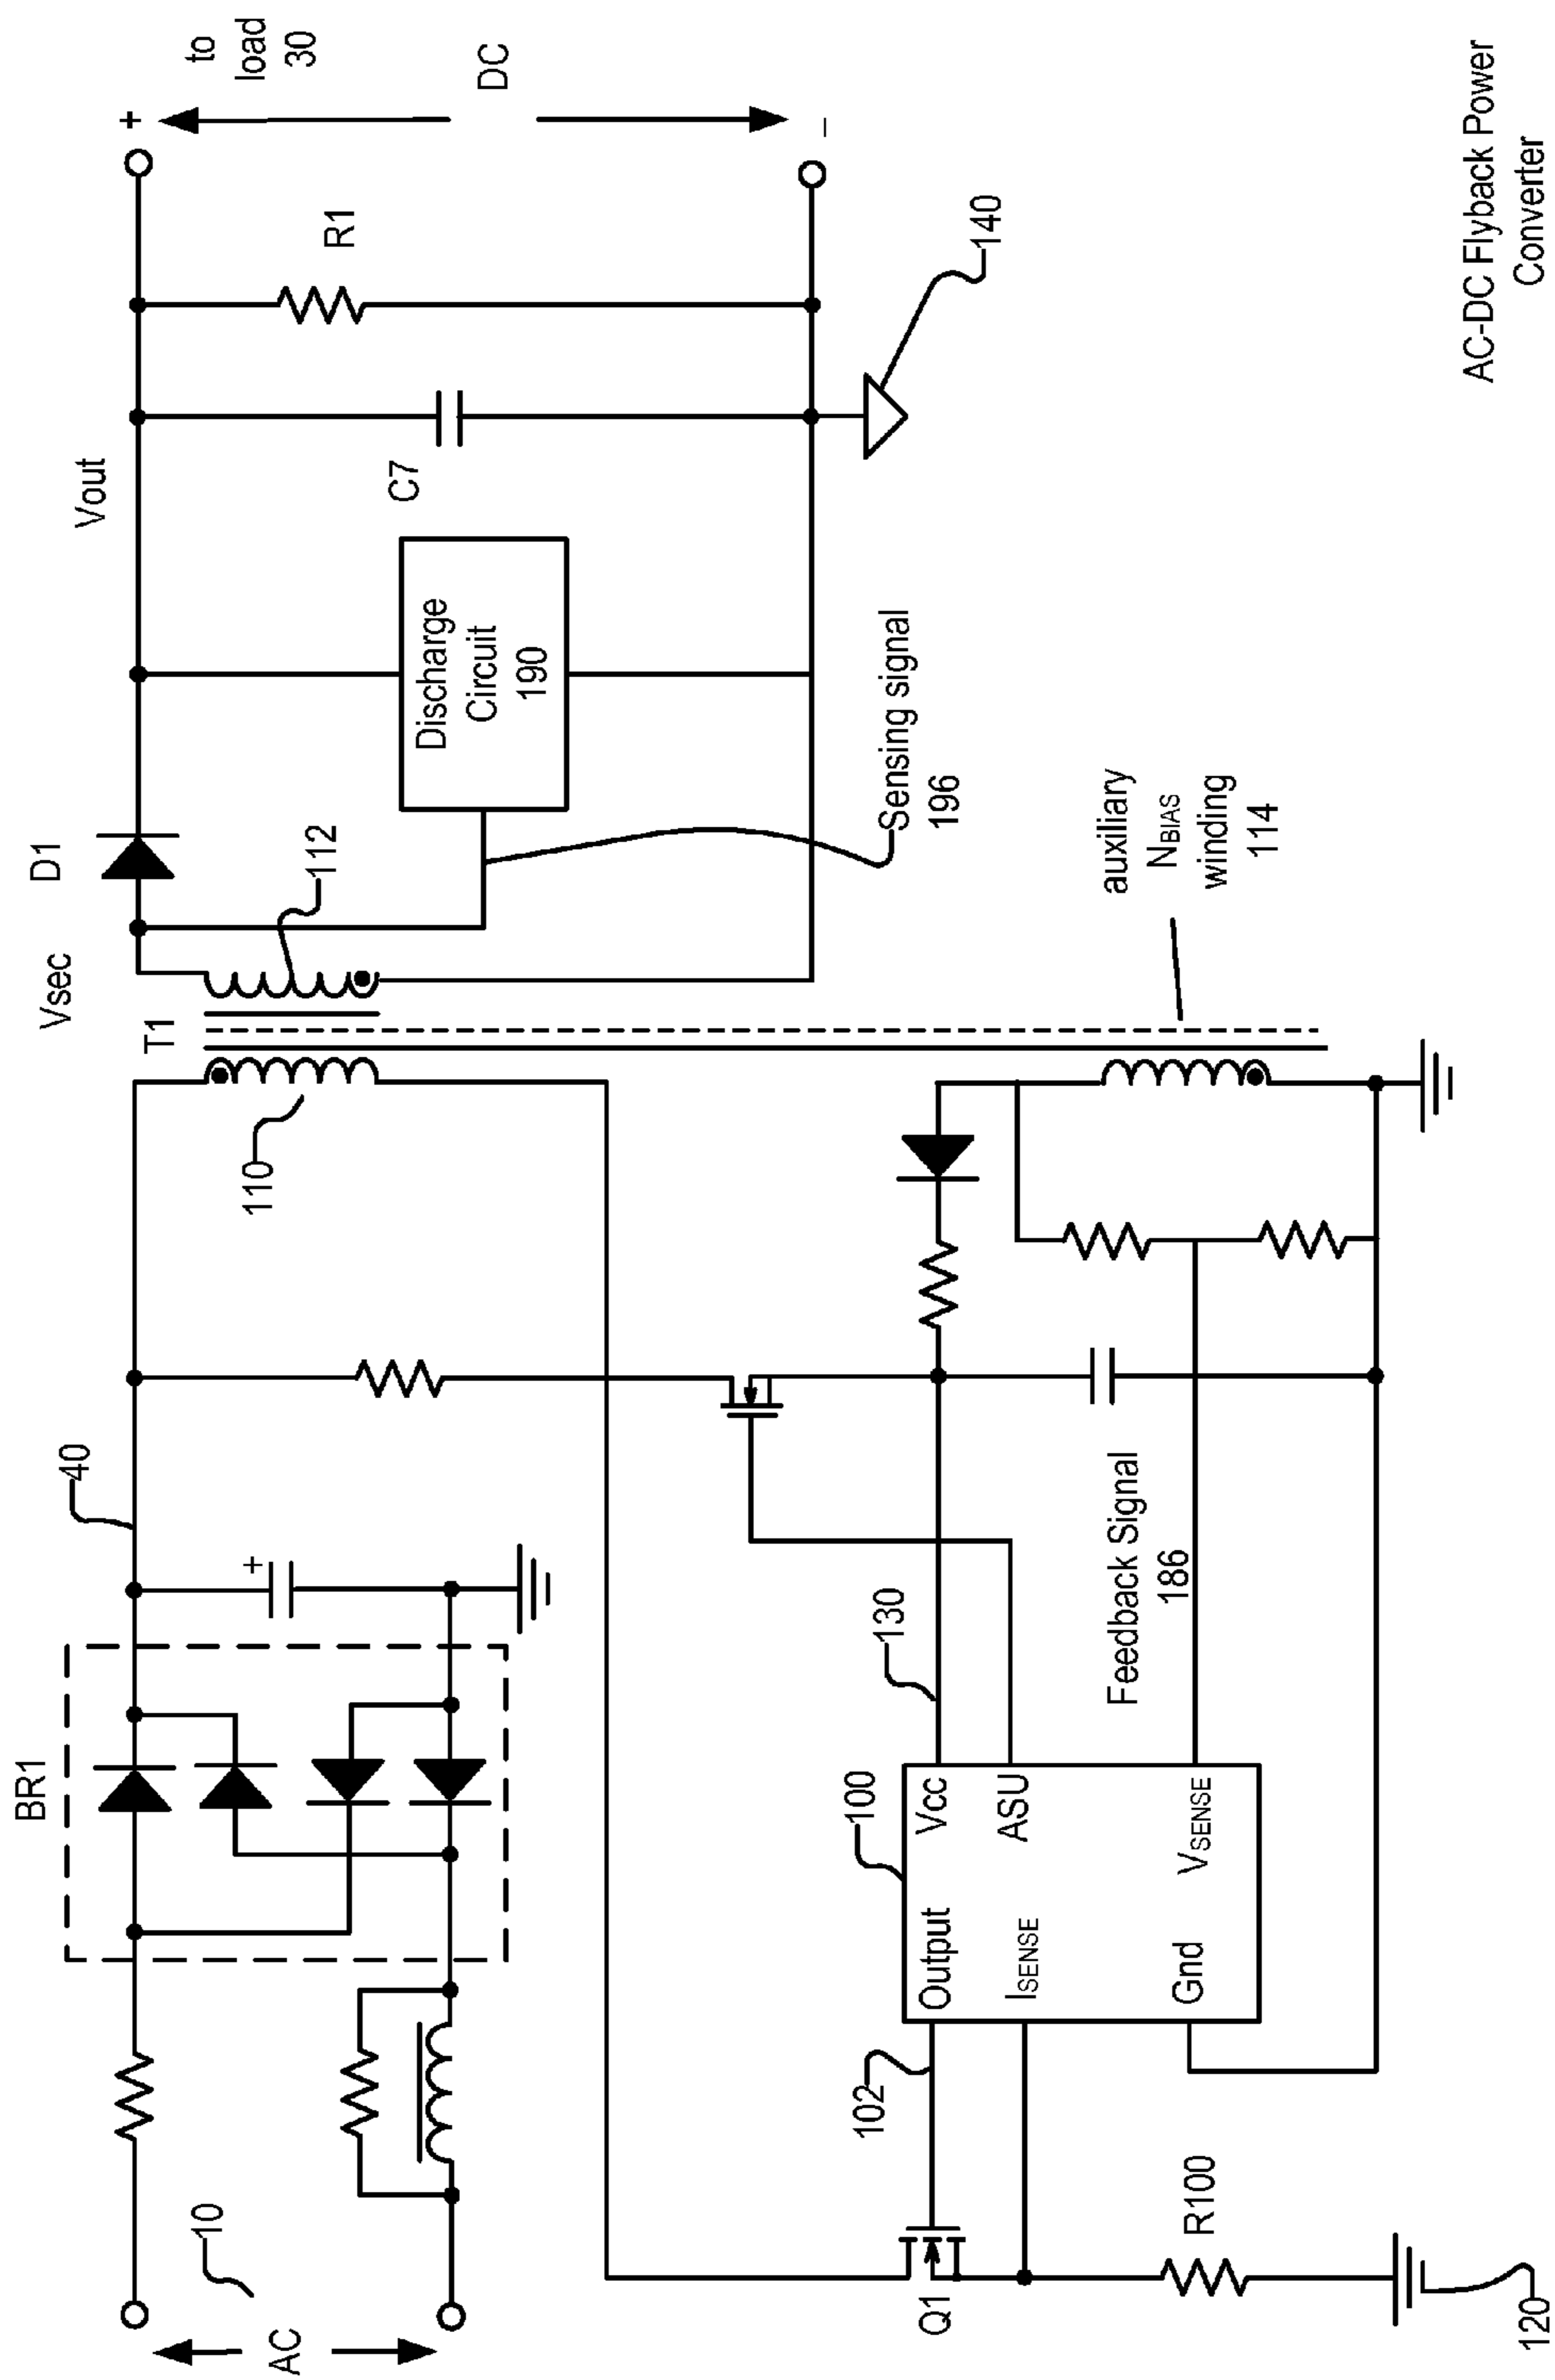 AC
10
BR1
40
110
T1
Vsec
D1
112
Discharge
Circuit
190
Sensing signal
196
Vout
C7
R1
+
to
load
30
DC
–
140
+
Q1
R100
120
102
100
Output
Vcc
ISENSE
ASU
Gnd
VSENSE
130
Feedback Signal
186
auxiliary
NBIAS
winding
114
AC-DC Flyback Power
Converter